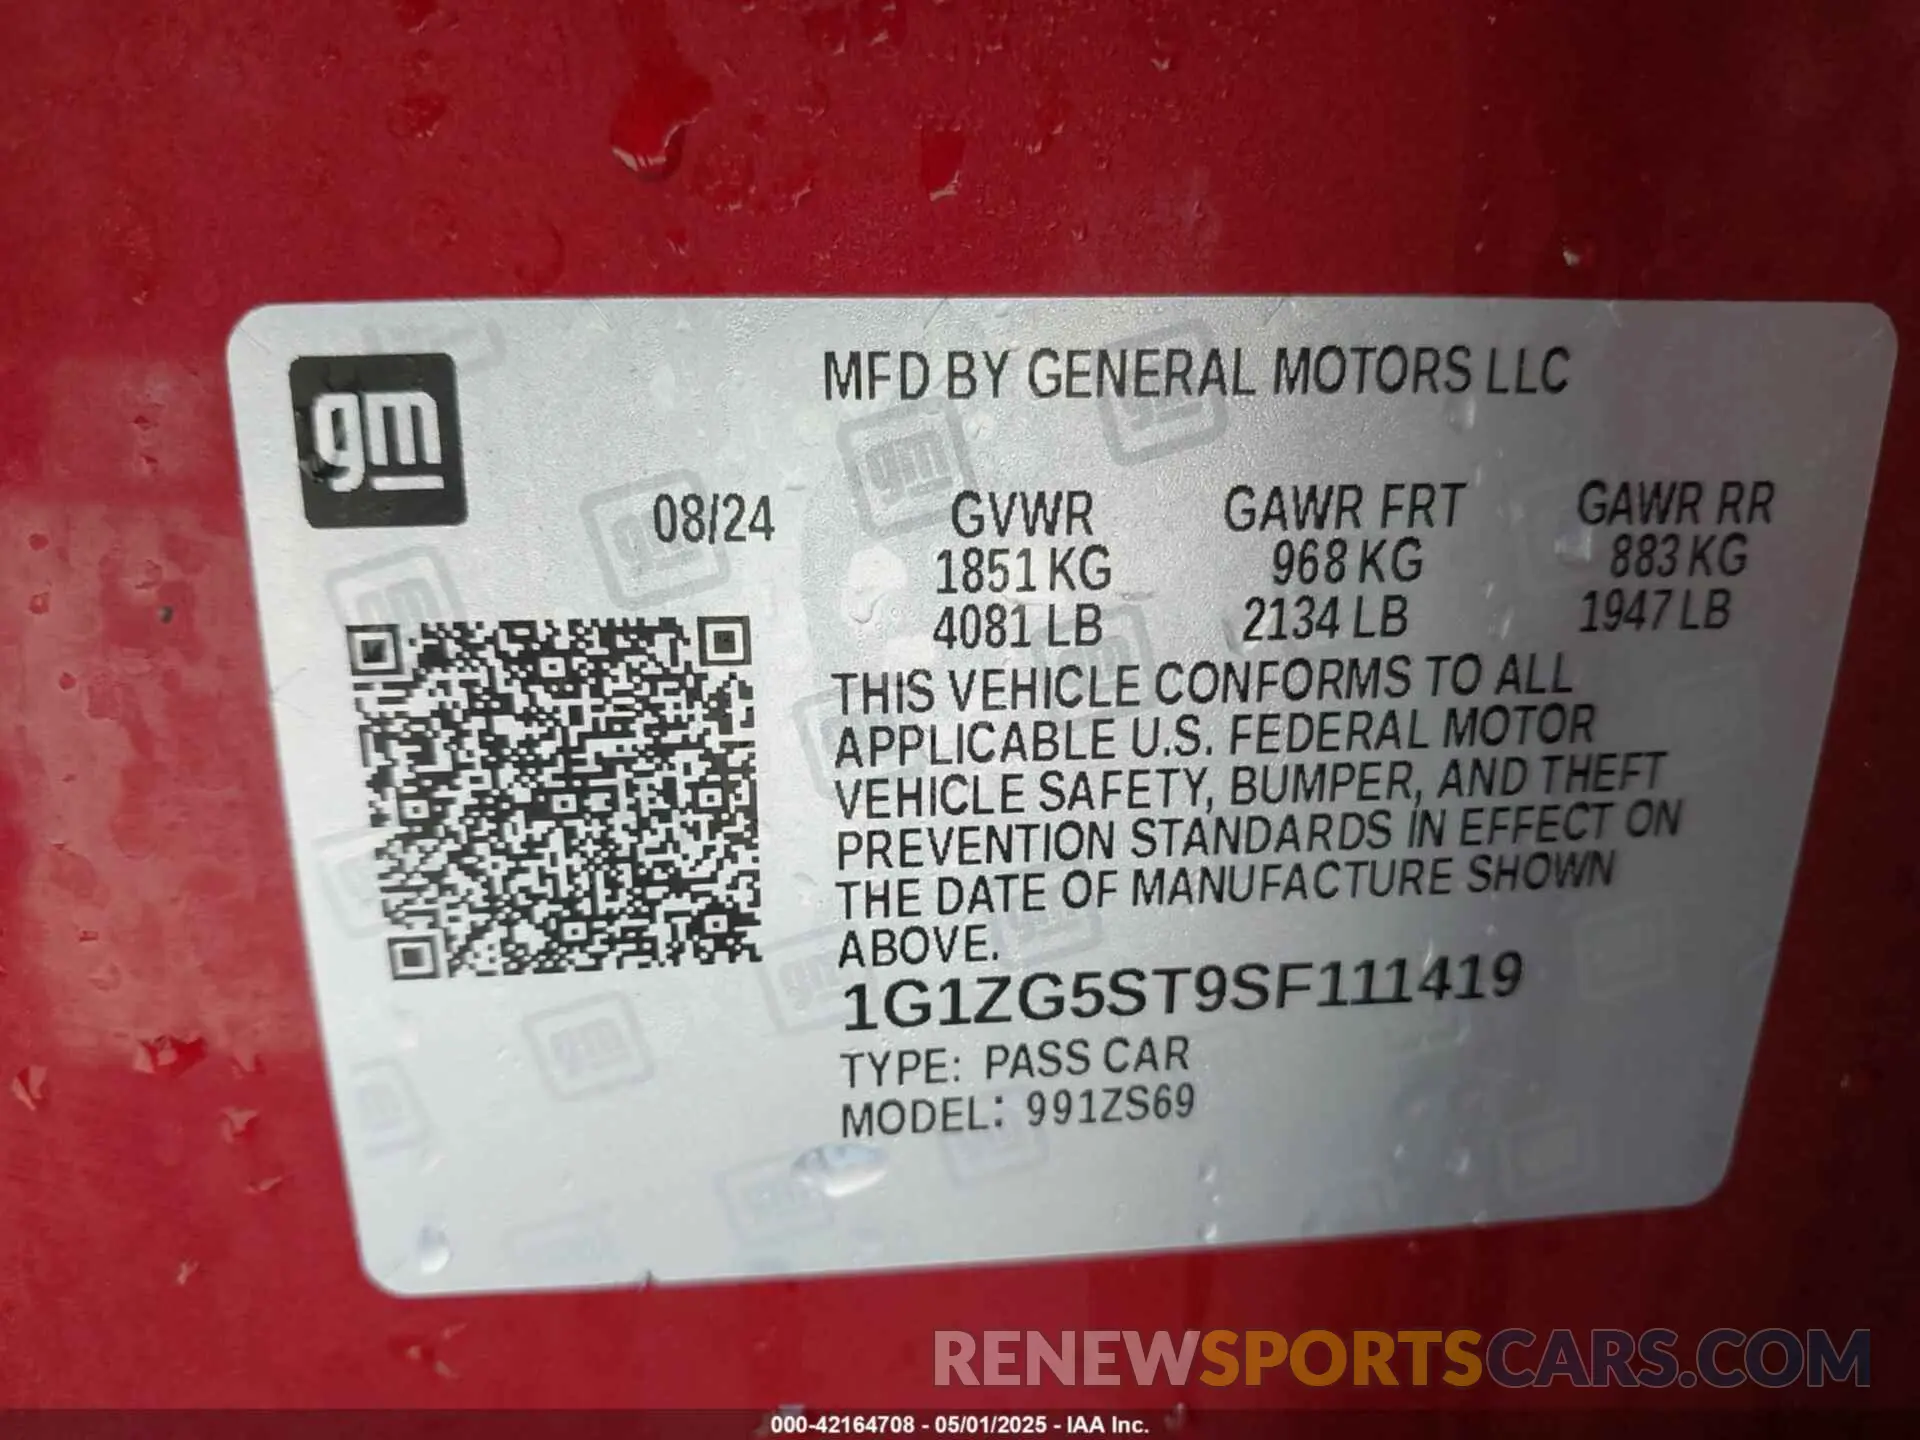 gm
MFD BY GENERAL MOTORS LLC
08/24 GVWR GAWR FRT GAWR RR
1851 KG 968 KG 883 KG
4081 LB 2134 LB 1947 LB
THIS VEHICLE CONFORMS TO ALL
APPLICABLE U.S. FEDERAL MOTOR
VEHICLE SAFETY, BUMPER, AND THEFT
PREVENTION STANDARDS IN EFFECT ON
THE DATE OF MANUFACTURE SHOWN
ABOVE.
1G1ZG5ST9SF111419
TYPE: PASS CAR
MODEL: 991ZS69
RENEWSPORTSCARS.COM
000-42164708 - 05/01/2025 - IAA Inc.